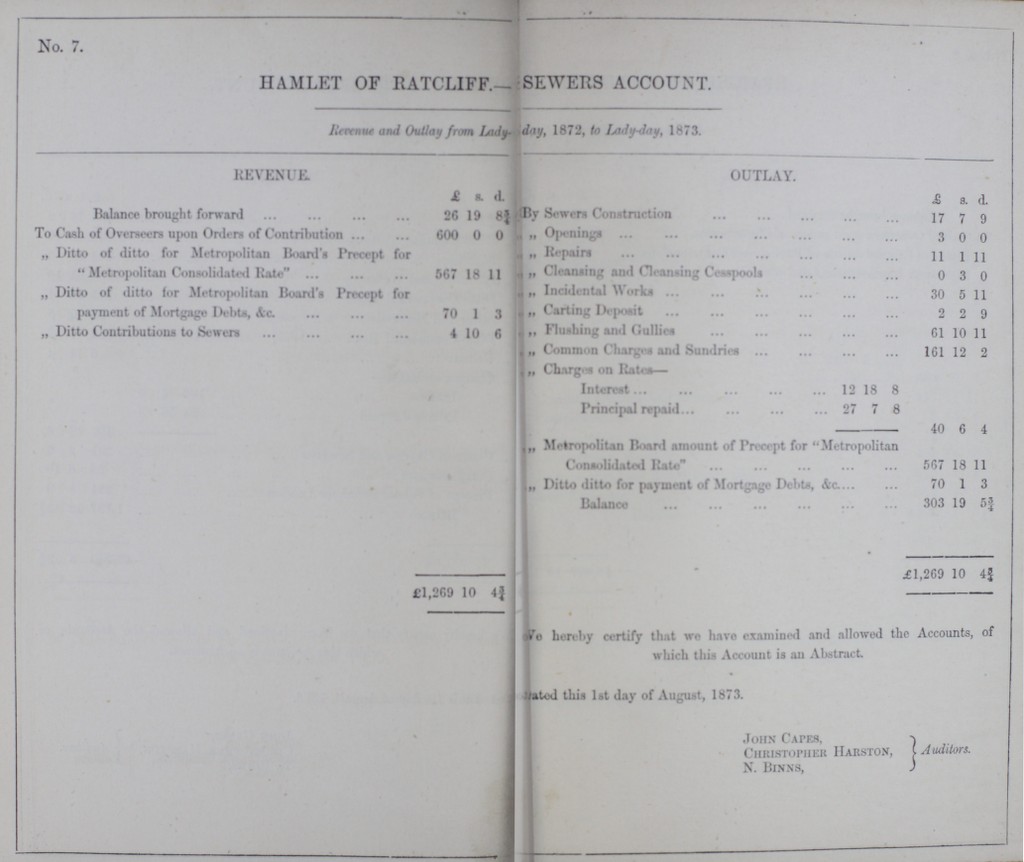 No. 7.
HAMLET OF RATCLIFF.—SEWERS ACCOUNT.
Revenue and Outlay from Lady-day, 1872, to Lady-day, 1873.
REVENUE.
£ s. d.
Balance brought forward ... ... ... ... 26 19 8¾
To Cash of Overseers upon Orders of Contribution ... ... 600 0 0
„ Ditto of ditto for Metropolitan Board's Precept for
"Metropolitan Consolidated Rate" ... ... ... 567 18 11
„ Ditto of ditto for Metropolitan Board's Precept for
payment of Mortgage Debts, &c. ... ... ... 70 1 3
„ Ditto Contributions to Sewers ... ... ... ... 4 10 6
£1,269 10 4¾
OUTLAY.
£ s. d.
By Sewers Construction ... ... ... ... ... 17 7 9
„ Openings ... ... ... ... ... ... ... 3 0 0
„ Repairs ... ... ... ... ... ... ... 11 1 11
„ Cleansing and Cleansing Cesspools ... ... ... 0 3 0
„ Incidental Works ... ... ... ... ... ... 30 5 11
„ Carting Deposit ... ... ... ... ... ... 2 2 9
„ Flushing and Gullies ... ... ... ... ... 61 10 11
„ Common Charges and Sundries ... ... ... ... 161 12 2
„ Charges on Rates—
Interest ... ... ... ... ... 12 18 8
Principal repaid... ... ... ... 27 7 8
40 6 4
„ Metropolitan Board amount of Precept for "Metropolitan
Consolidated Rate" ... ... ... ... ... 567 18 11
„ Ditto ditto for payment of Mortgage Debts, &c.... ... 70 1 3
Balance ... ... ... ... ... ... 303 19 5¾
£1,269 10 4¾
We hereby certify that we have examined and allowed the Accounts, of
which this Account is an Abstract.
Dated this 1st day of August, 1873.
JOHN CAPES,
CHRISTOPHER HARSTON, } Auditors.
N. BINNS,